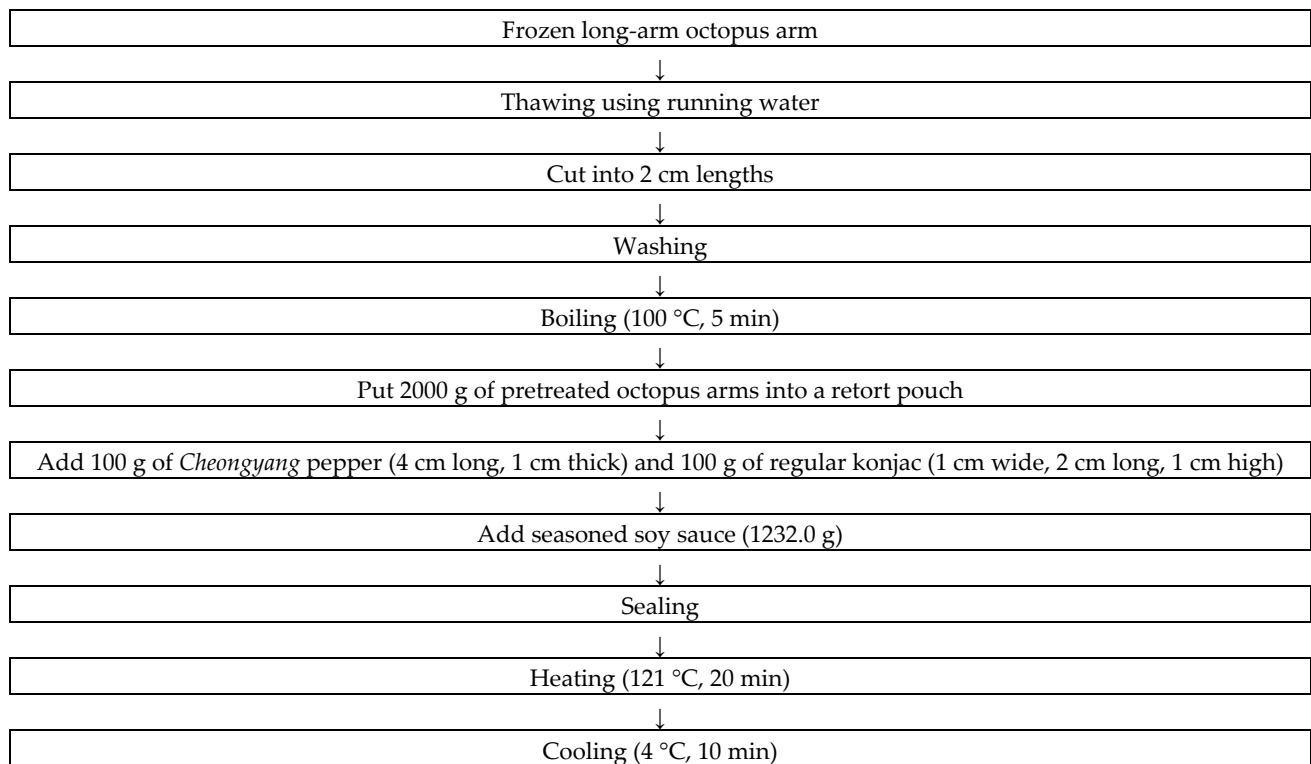 Frozen long-arm octopus arm
↓
Thawing using running water
↓
Cut into 2 cm lengths
↓
Washing
↓
Boiling (100 °C, 5 min)
↓
Put 2000 g of pretreated octopus arms into a retort pouch
↓
Add 100 g of Cheongyang pepper (4 cm long, 1 cm thick) and 100 g of regular konjac (1 cm wide, 2 cm long, 1 cm high)
↓
Add seasoned soy sauce (1232.0 g)
↓
Sealing
↓
Heating (121 °C, 20 min)
↓
Cooling (4 °C, 10 min)